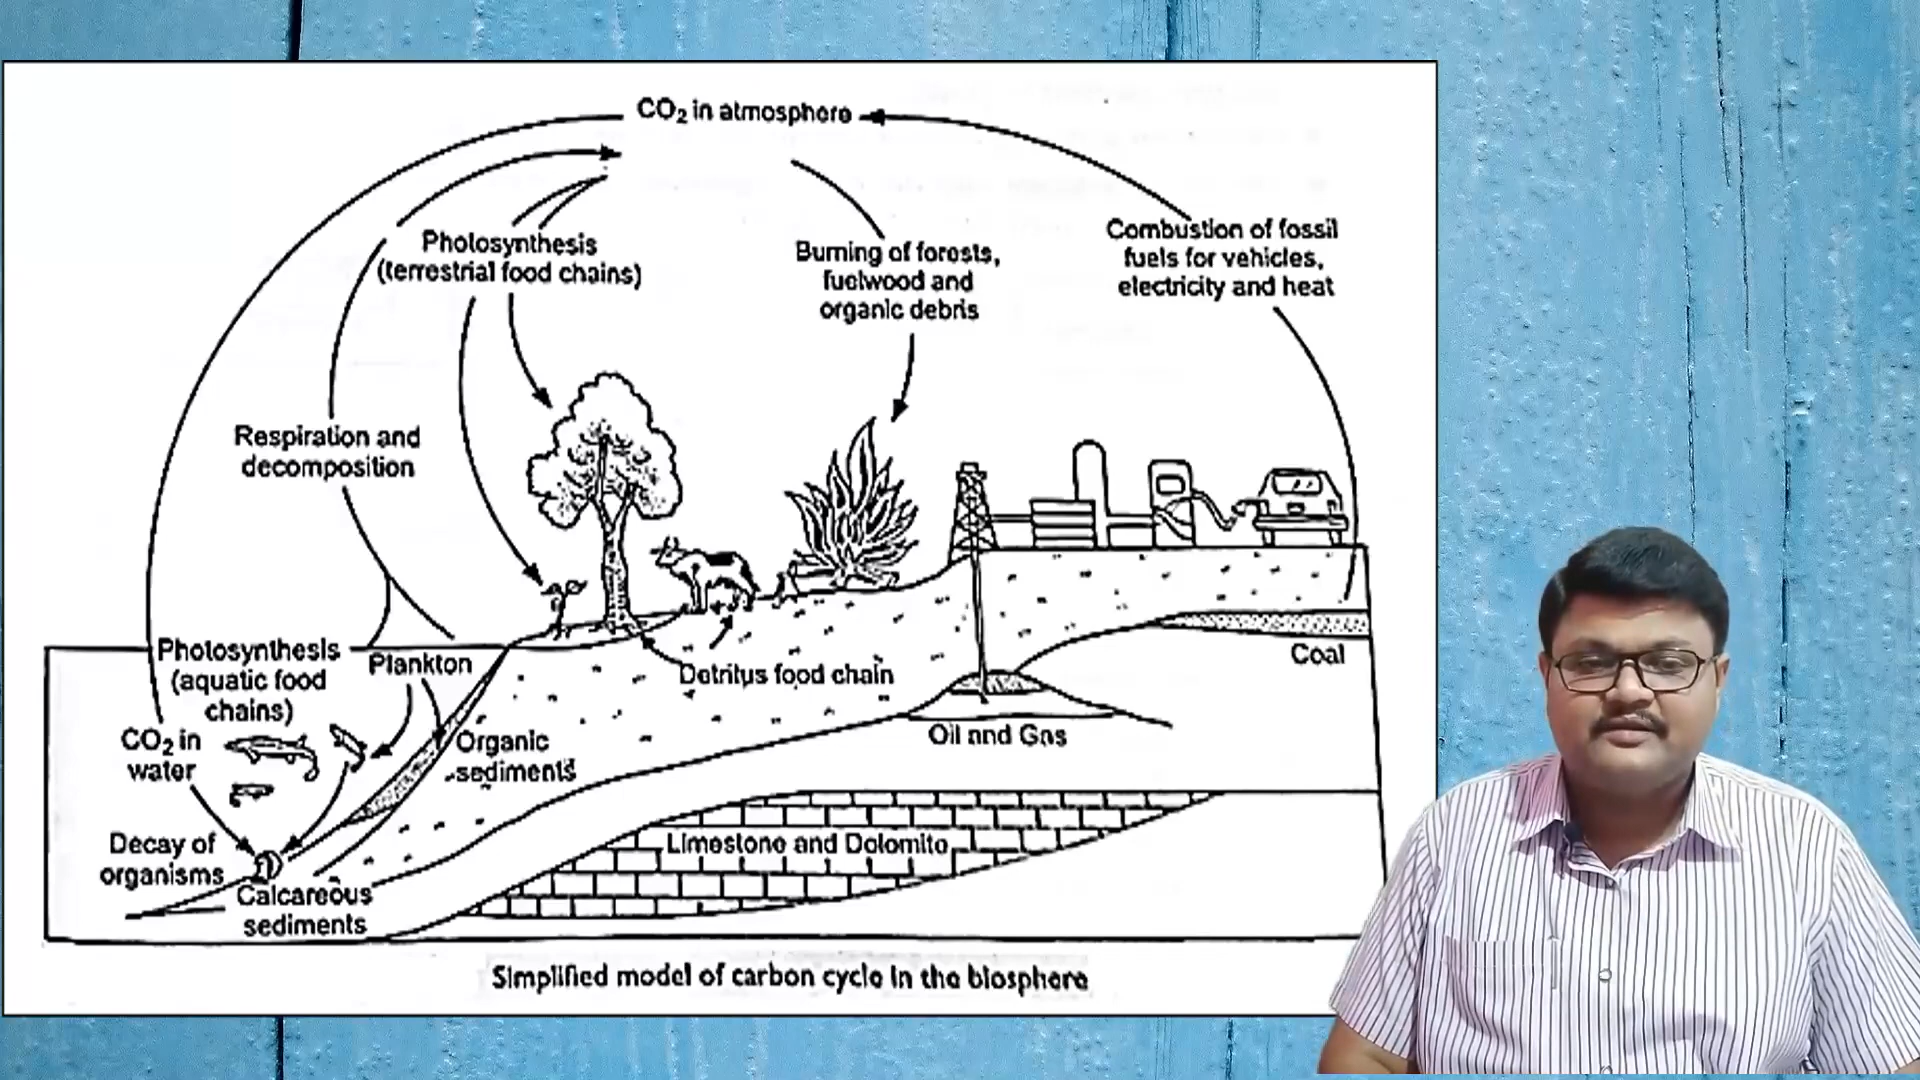 CO₂ in atmosphere
Photosynthesis
(terrestrial food chains)
Burning of forests,
fuelwood and
organic debris
Combustion of fossil
fuels for vehicles,
electricity and heat
Respiration and
decomposition
Photosynthesis
(aquatic food
chains)
Plankton
Detritus food chain
Coal
CO₂ in
water
Organic
sediments
Oil and Gas
Decay of
organisms
Limestone and Dolomite
Calcareous
sediments
Simplified model of carbon cycle in the biosphere